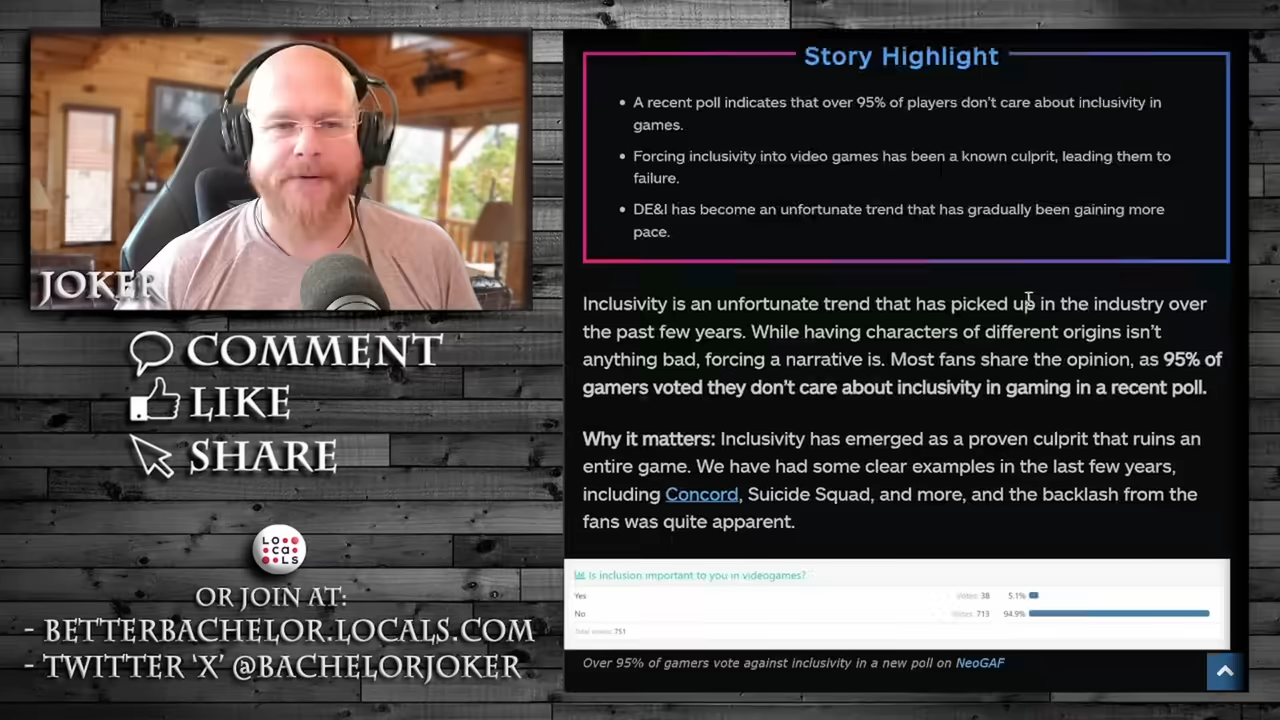 JOKER
COMMENT
LIKE
SHARE
LO
ca
LS
OR JOIN AT:
- BETTERBACHELOR.LOCALS.COM
- TWITTER 'X' @BACHELORJOKER
Story Highlight
• A recent poll indicates that over 95% of players don't care about inclusivity in
games.
• Forcing inclusivity into video games has been a known culprit, leading them to
failure.
• DE&I has become an unfortunate trend that has gradually been gaining more
pace.
Inclusivity is an unfortunate trend that has picked up in the industry over
the past few years. While having characters of different origins isn't
anything bad, forcing a narrative is. Most fans share the opinion, as 95% of
gamers voted they don't care about inclusivity in gaming in a recent poll.
Why it matters: Inclusivity has emerged as a proven culprit that ruins an
entire game. We have had some clear examples in the last few years,
including Concord, Suicide Squad, and more, and the backlash from the
fans was quite apparent.
Is inclusion important to you in videogames?
Yes Votes: 38 5.1%
No Votes: 713 94.9%
Total voters: 751
Over 95% of gamers vote against inclusivity in a new poll on NeoGAF